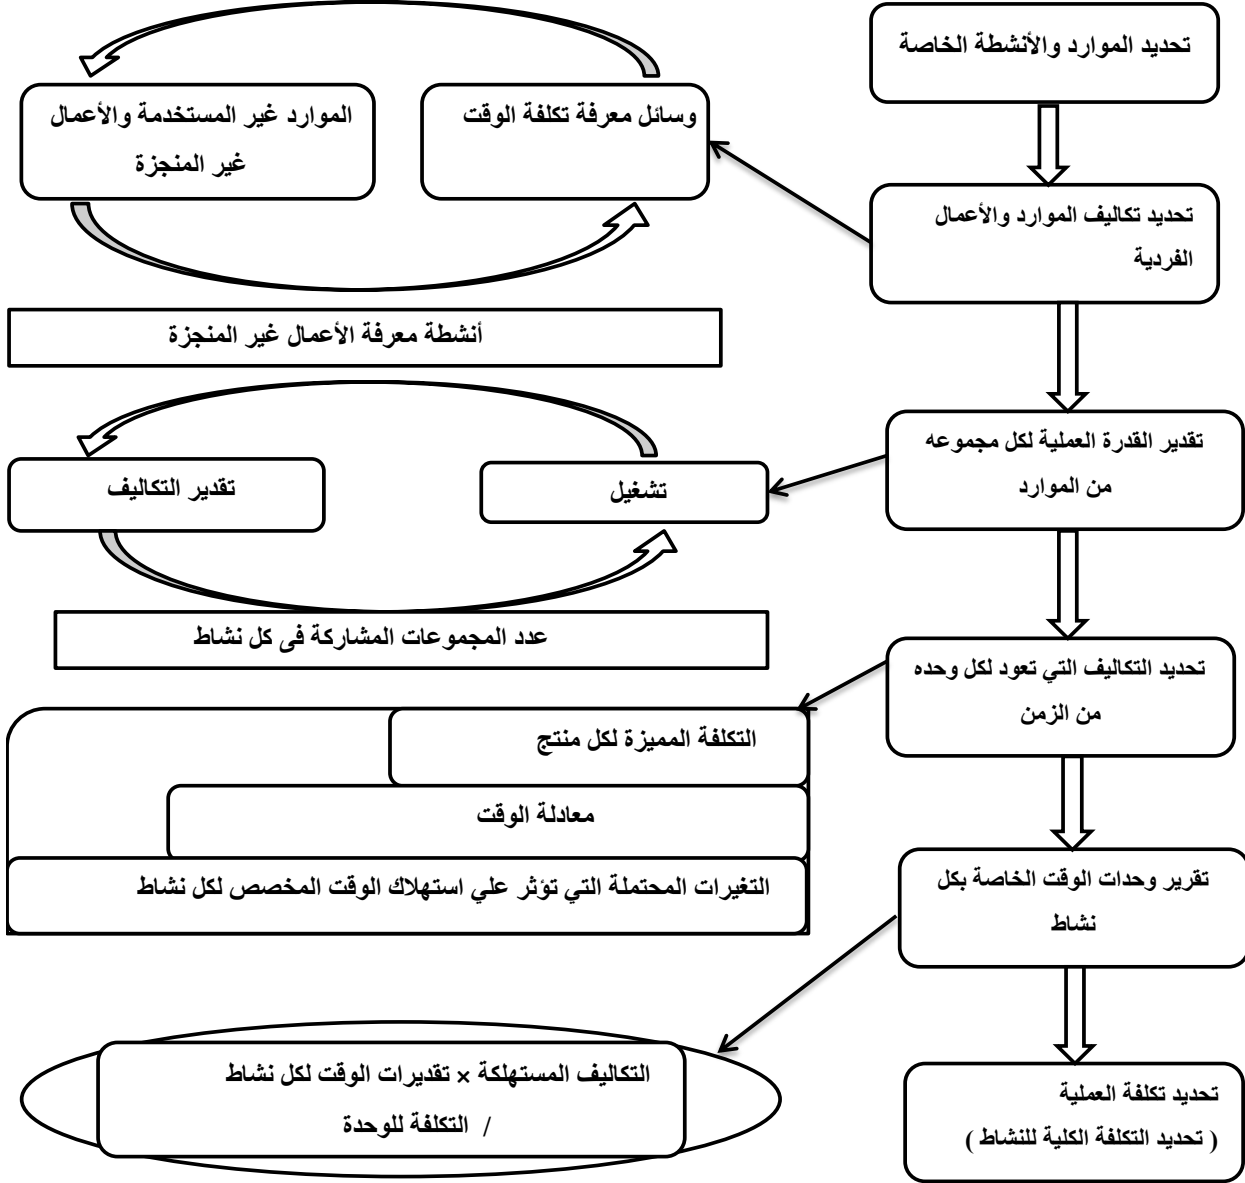 تحديد الموارد والأنشطة الخاصة
تحديد تكاليف الموارد والأعمال
الفردية
وسائل معرفة تكلفة الوقت
الموارد غير المستخدمة والأعمال
غير المنجزة
أنشطة معرفة الأعمال غير المنجزة
تقدير القدرة العملية لكل مجموعه
من الموارد
تشغيل
تقدير التكاليف
عدد المجموعات المشاركة فى كل نشاط
تحديد التكاليف التي تعود لكل وحده
من الزمن
التكلفة المميزة لكل منتج
معادلة الوقت
التغيرات المحتملة التي تؤثر علي استهلاك الوقت المخصص لكل نشاط
تقرير وحدات الوقت الخاصة بكل
نشاط
التكاليف المستهلكة × تقديرات الوقت لكل نشاط
/ التكلفة للوحدة
تحديد تكلفة العملية
( تحديد التكلفة الكلية للنشاط )